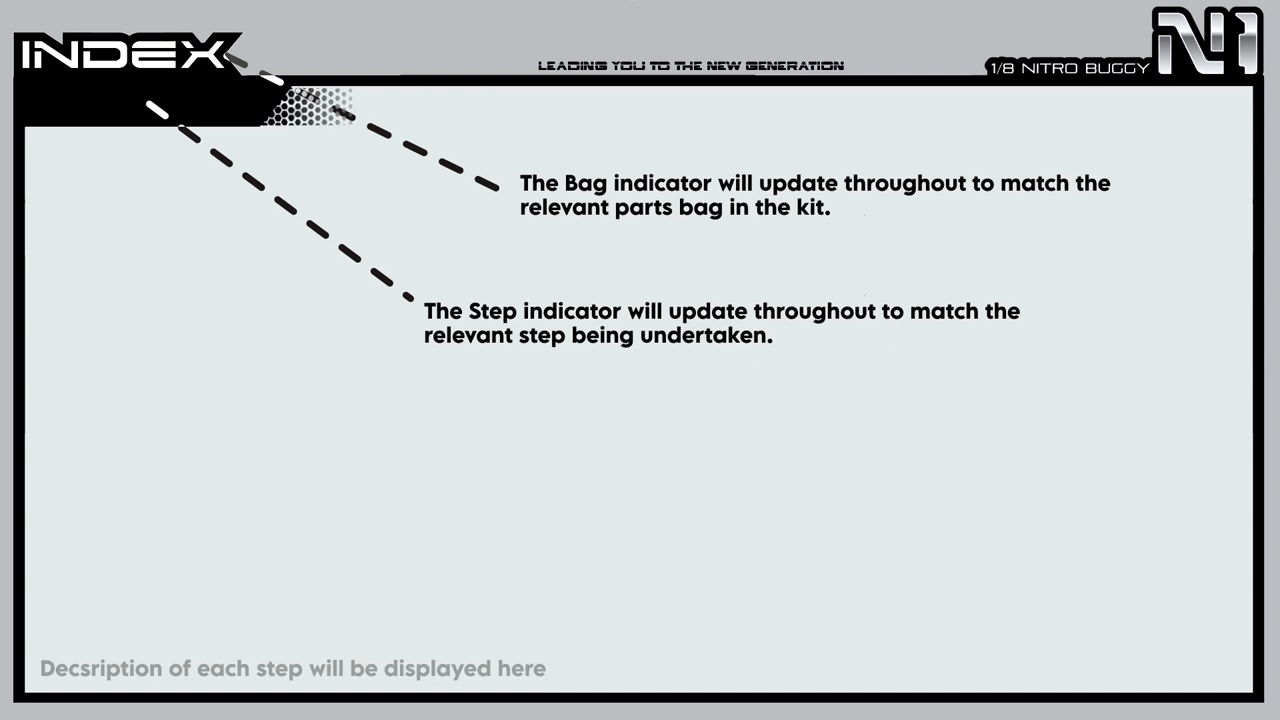 INDEX
LEADING YOU TO THE NEW GENERATION
1/8 NITRO BUGGY
N1
The Bag indicator will update throughout to match the
relevant parts bag in the kit.
The Step indicator will update throughout to match the
relevant step being undertaken.
Decsription of each step will be displayed here